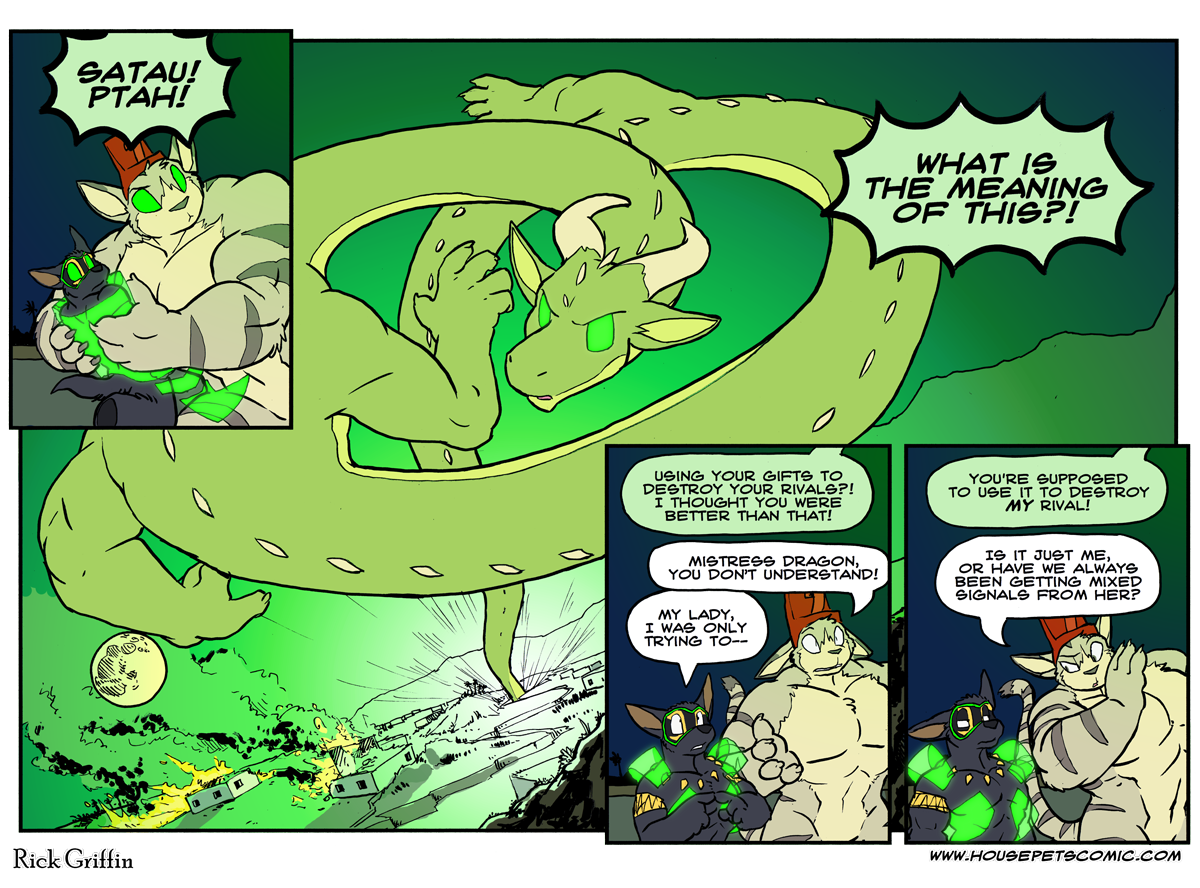 SATAU!
PTAH!
WHAT IS
THE MEANING
OF THIS?!
USING YOUR GIFTS TO
DESTROY YOUR RIVALS?!
I THOUGHT YOU WERE
BETTER THAN THAT!
MISTRESS DRAGON,
YOU DON'T UNDERSTAND!
MY LADY,
I WAS ONLY
TRYING TO--
YOU'RE SUPPOSED
TO USE IT TO DESTROY
MY RIVAL!
IS IT JUST ME,
OR HAVE WE ALWAYS
BEEN GETTING MIXED
SIGNALS FROM HER?
Rick Griffin
WWW.HOUSEPETSCOMIC.COM